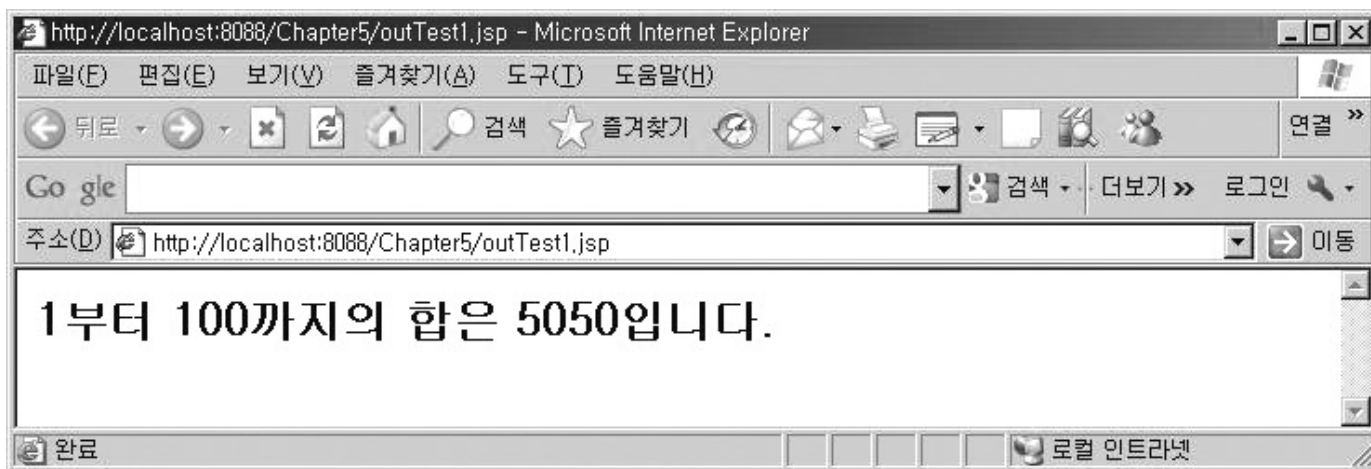 http://localhost:8088/Chapter5/outTest1.jsp - Microsoft Internet Explorer
파일(F) 편집(E) 보기(V) 즐겨찾기(A) 도구(T) 도움말(H)
뒤로 검색 즐겨찾기 연결 »
Go gle 검색 더보기 » 로그인
주소(D) http://localhost:8088/Chapter5/outTest1.jsp 이동
1부터 100까지의 합은 5050입니다.
완료 로컬 인트라넷